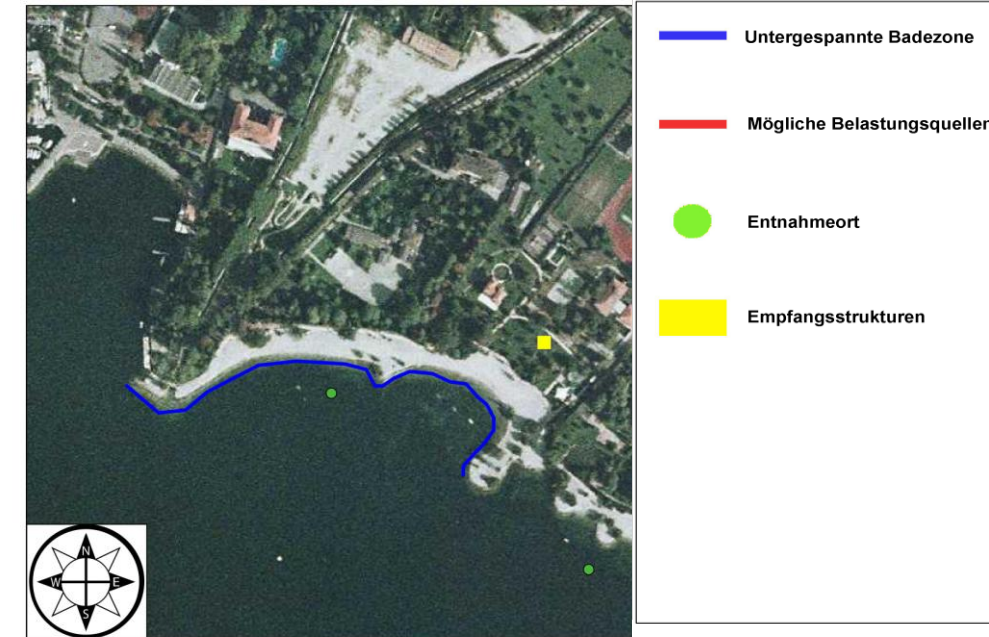 Untergespannte Badezone
Mögliche Belastungsquellen
Entnahmeort
Empfangsstrukturen
N
W E
S